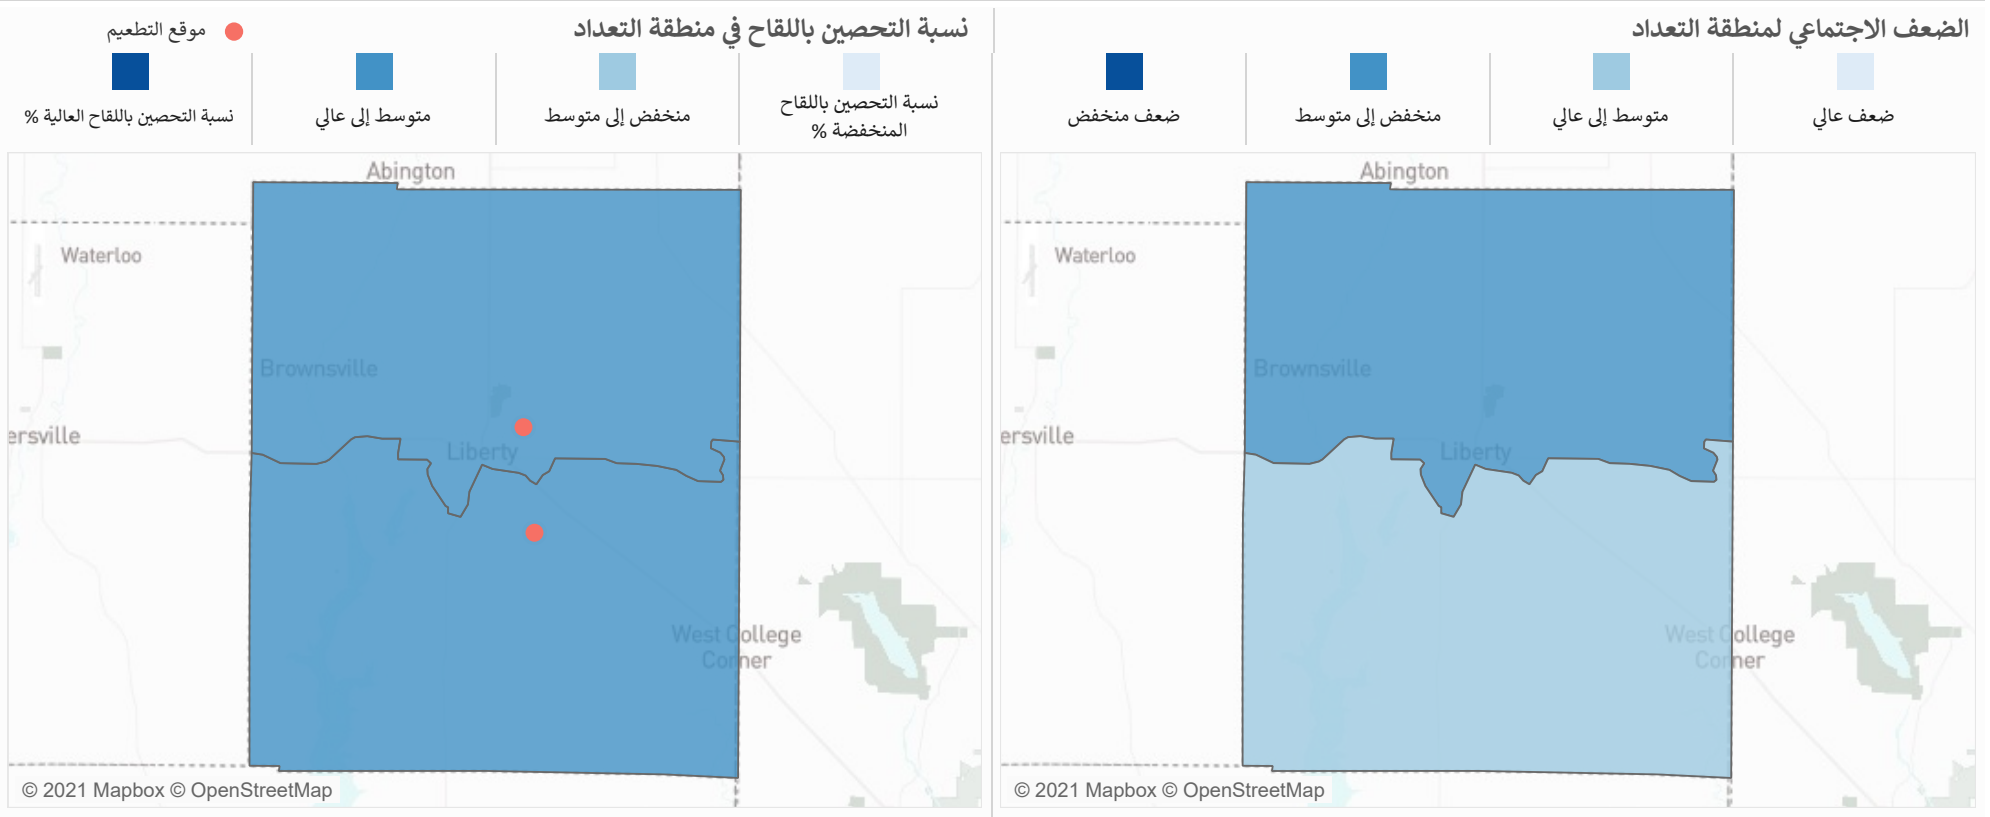 الضعف الاجتماعي لمنطقة التعداد
ضعف عالي
متوسط إلى عالي
منخفض إلى متوسط
ضعف منخفض
Abington
Waterloo
Brownsville
ersville
Liberty
West College
Corner
© 2021 Mapbox © OpenStreetMap
نسبة التحصين باللقاح في منطقة التعداد
موقع التطعيم
نسبة التحصين باللقاح
المنخفضة %
منخفض إلى متوسط
متوسط إلى عالي
نسبة التحصين باللقاح العالية %
Abington
Waterloo
Brownsville
ersville
Liberty
West College
Corner
© 2021 Mapbox © OpenStreetMap